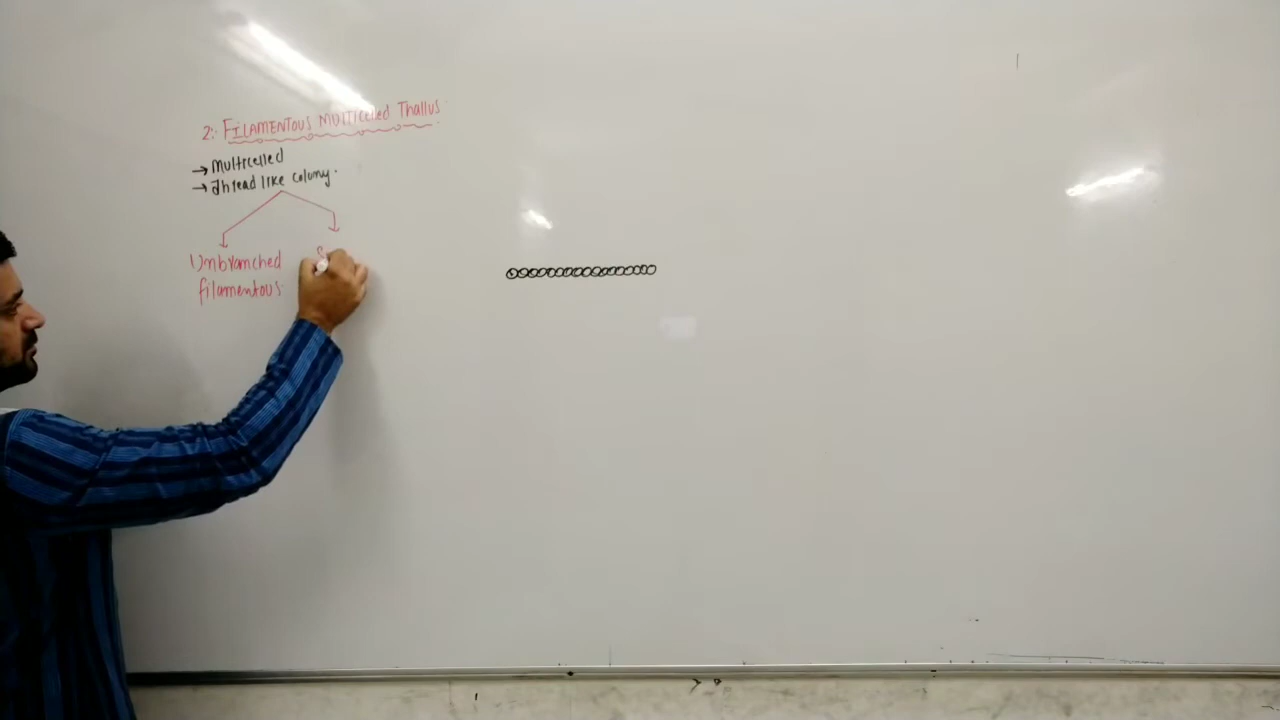 2:- FILAMENTOUS MULTICelled Thallus
→ Multicelled
→ Thread like colony.
Unbranched
filamentous